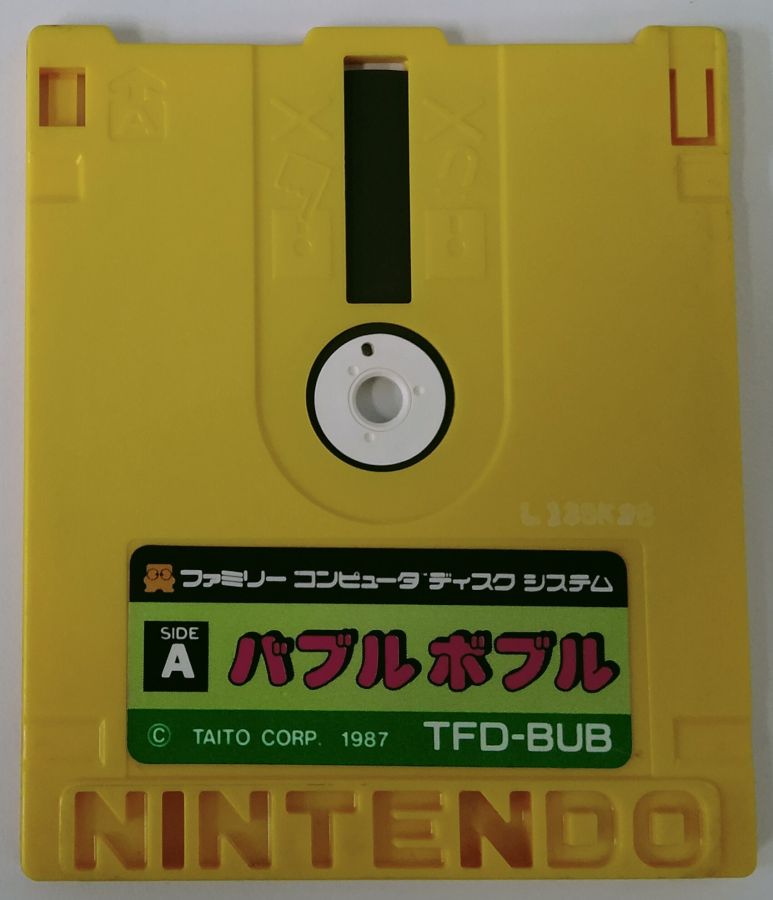 ファミリー コンピュータ ディスク システム
SIDE
A
バブルボブル
© TAITO CORP. 1987 TFD-BUB
NINTENDO